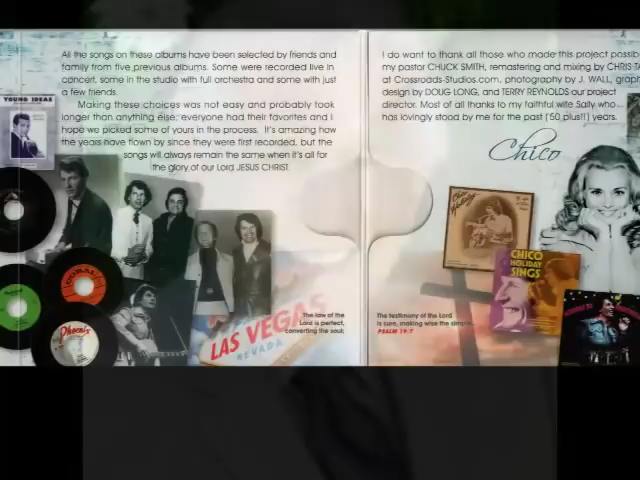 All the songs on these albums have been selected by friends and
family from five previous albums. Some were recorded live in
concert, some in the studio with full orchestra and some with just
a few friends.
Making these choices was not easy and probably took
longer than anything else; everyone had their favorites and I
hope we picked some of yours in the process. It's amazing how
the years have flown by since they were first recorded, but the
songs will always remain the same when it's all for
the glory of our Lord JESUS CHRIST.
YOUNG IDEAS
CORAL
Phoenix
LAS VEGAS
NEVADA
The law of the
Lord is perfect,
converting the soul;
I do want to thank all those who made this project
my pastor CHUCK SMITH, remastering and mixing by CHRIS
at Crossroads-Studios.com, photography by J. WALL,
design by DOUG LONG, and TERRY REYNOLDS our project
director. Most of all thanks to my faithful wife Sally who...
has lovingly stood by me for the past (50 plus!!) years.
Chico
CHICO
HOLIDAY
SINGS
The testimony of the Lord
is sure, making wise the simple.
PSALM 19:7